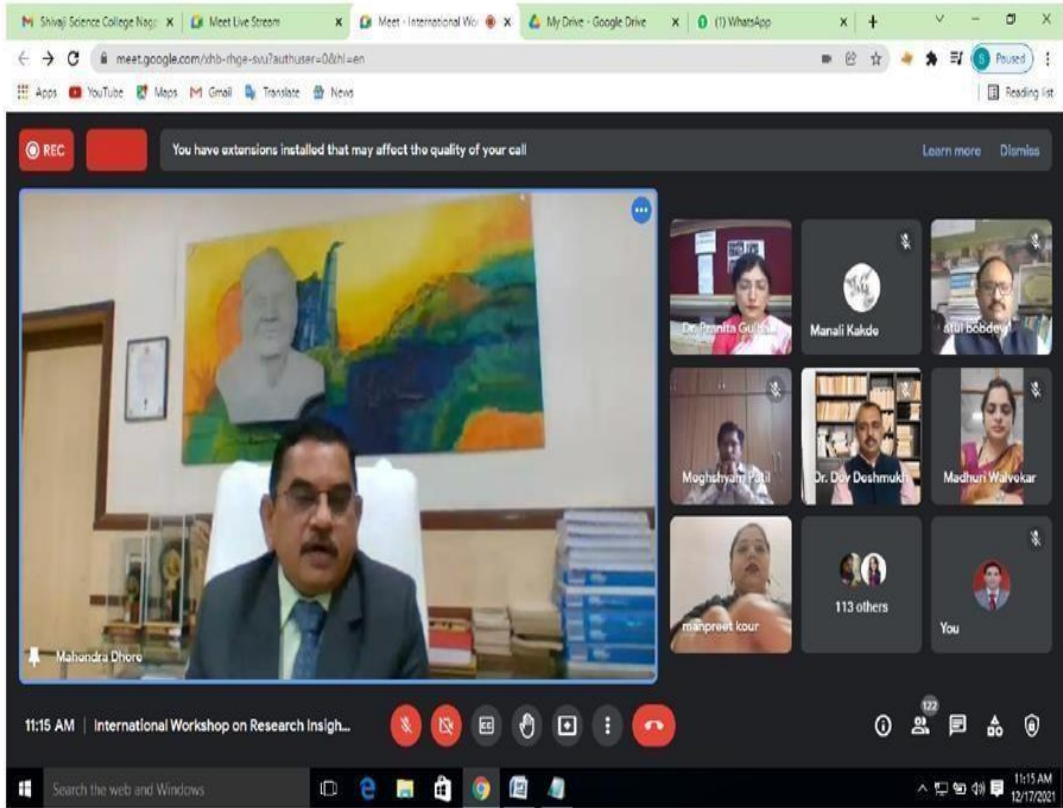 Shivaji Science College Nagp
Meet Live Stream
Meet - International Wo
My Drive - Google Drive
(1) WhatsApp
meet.google.com/xhb-rhge-svu?authuser=0&hl=en
S
Paused
Apps
YouTube
Maps
Gmail
Translate
News
Reading list
REC
You have extensions installed that may affect the quality of your call
Learn more
Dismiss
Dr. Pranita Gulh
Manali Kakde
atul bobdey
Meghshyam Patil
Dr. Dev Deshmukh
Madhuri Walvekar
manpreet kour
113 others
You
Mahendra Dhore
11:15 AM | International Workshop on Research Insigh...
CC
122
Search the web and Windows
11:15 AM
12/17/2021